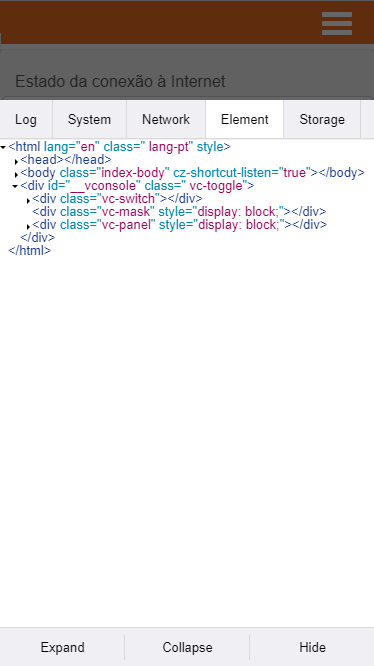 Estado da conexão à Internet
Log System Network Element Storage
<html lang="en" class=" lang-pt" style>
<head></head>
<body class="index-body" cz-shortcut-listen="true"></body>
<div id="__vconsole" class=" vc-toggle">
<div class="vc-switch"></div>
<div class="vc-mask" style="display: block;"></div>
<div class="vc-panel" style="display: block;"></div>
</div>
</html>
Expand Collapse Hide